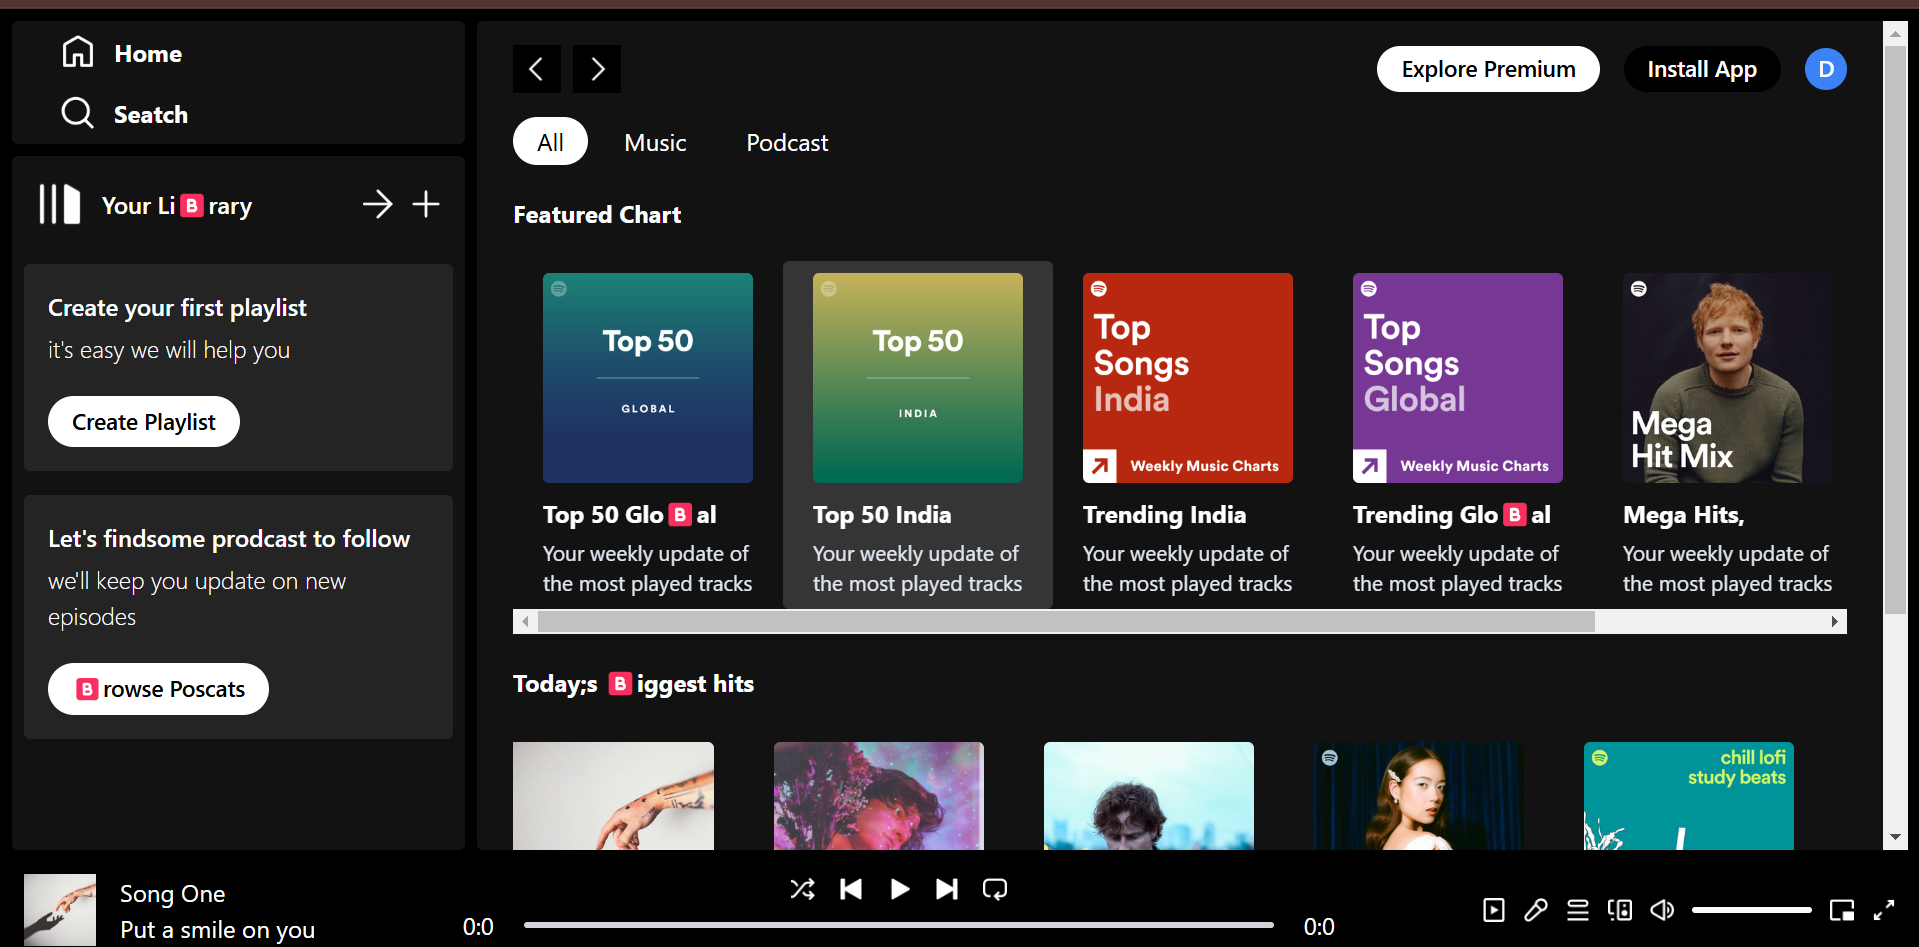 Home
Seatch
Your Li🅱rary
Create your first playlist
it's easy we will help you
Create Playlist
Let's findsome prodcast to follow
we'll keep you update on new
episodes
🅱rowse Poscats
Explore Premium
Install App
D
All
Music
Podcast
Featured Chart
Top 50
GLOBAL
Top 50 Glo🅱al
Your weekly update of
the most played tracks
Top 50
INDIA
Top 50 India
Your weekly update of
the most played tracks
Top
Songs
India
Weekly Music Charts
Trending India
Your weekly update of
the most played tracks
Top
Songs
Global
Weekly Music Charts
Trending Glo🅱al
Your weekly update of
the most played tracks
Mega
Hit Mix
Mega Hits,
Your weekly update of
the most played tracks
Today;s 🅱iggest hits
chill lofi
study beats
Song One
Put a smile on you
0:0
0:0